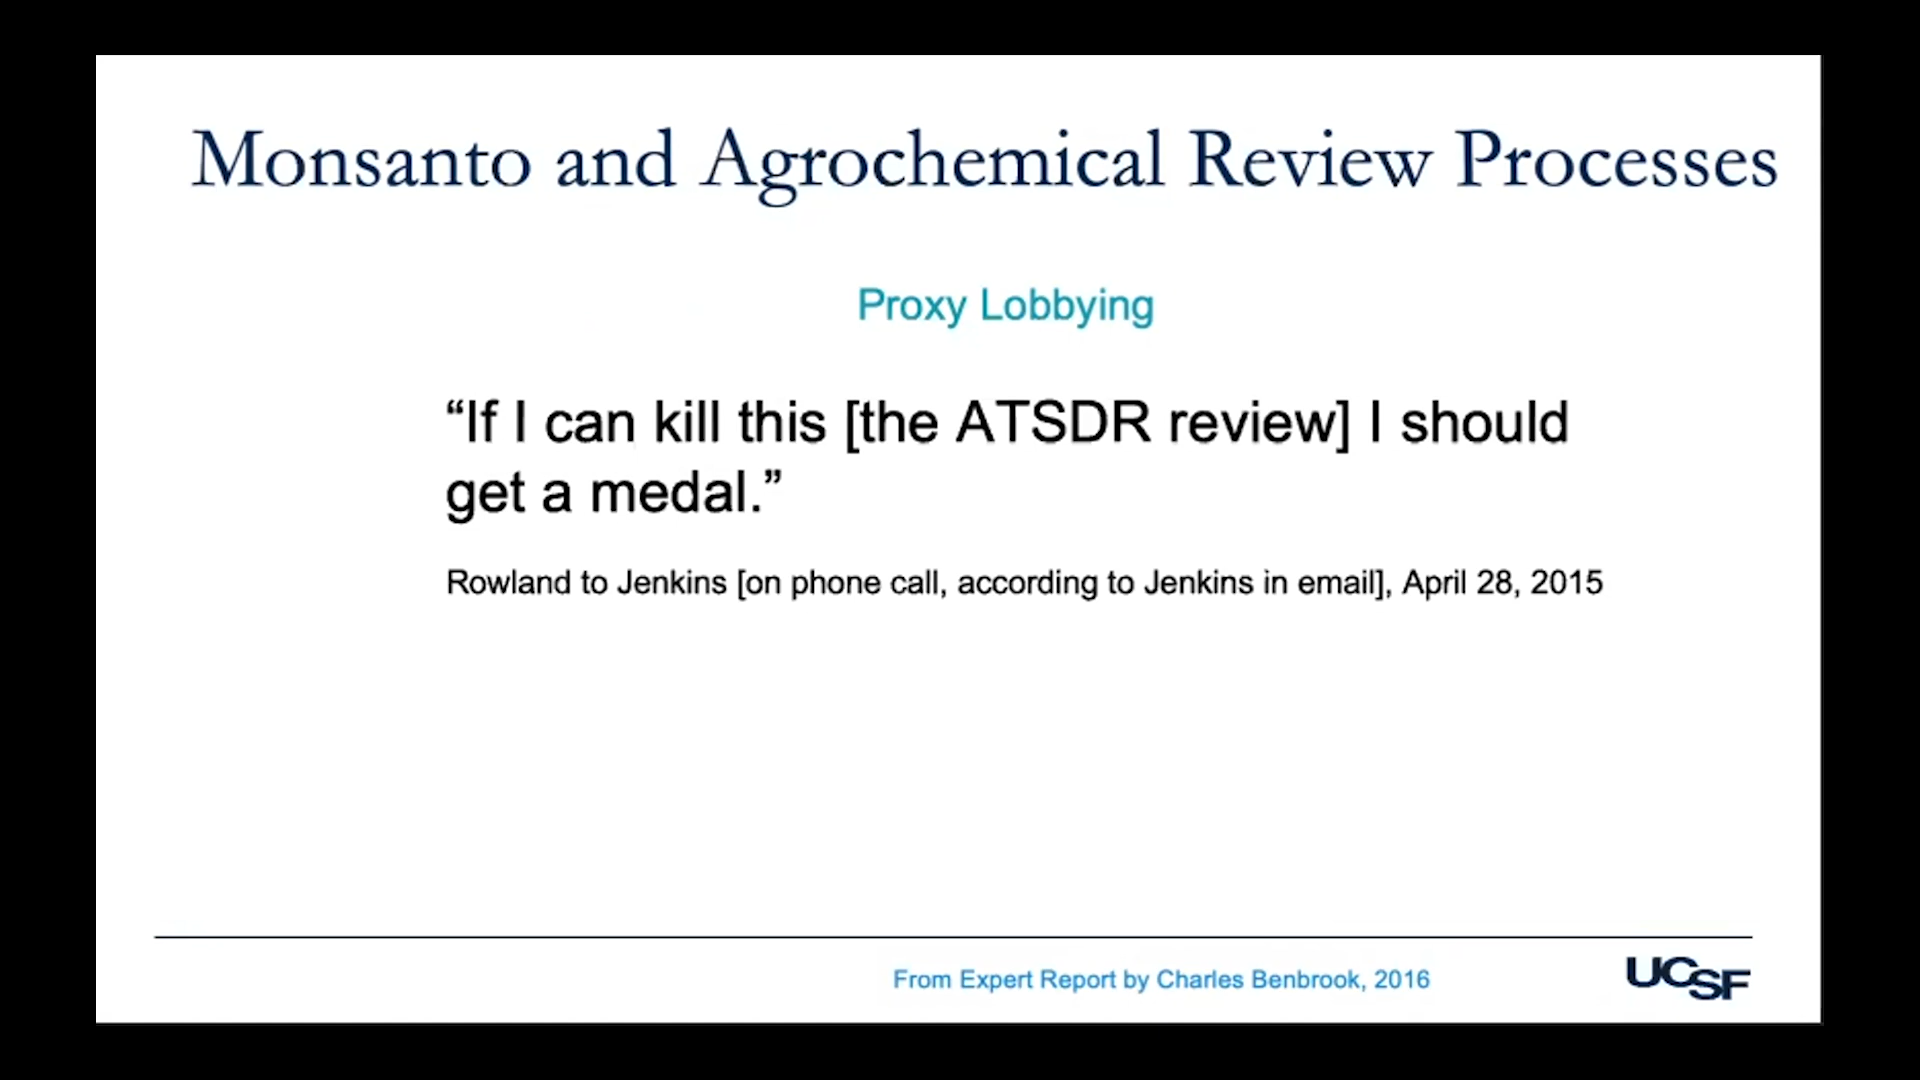 Monsanto and Agrochemical Review Processes
Proxy Lobbying
“If I can kill this [the ATSDR review] I should
get a medal.”
Rowland to Jenkins [on phone call, according to Jenkins in email], April 28, 2015
From Expert Report by Charles Benbrook, 2016
UCSF